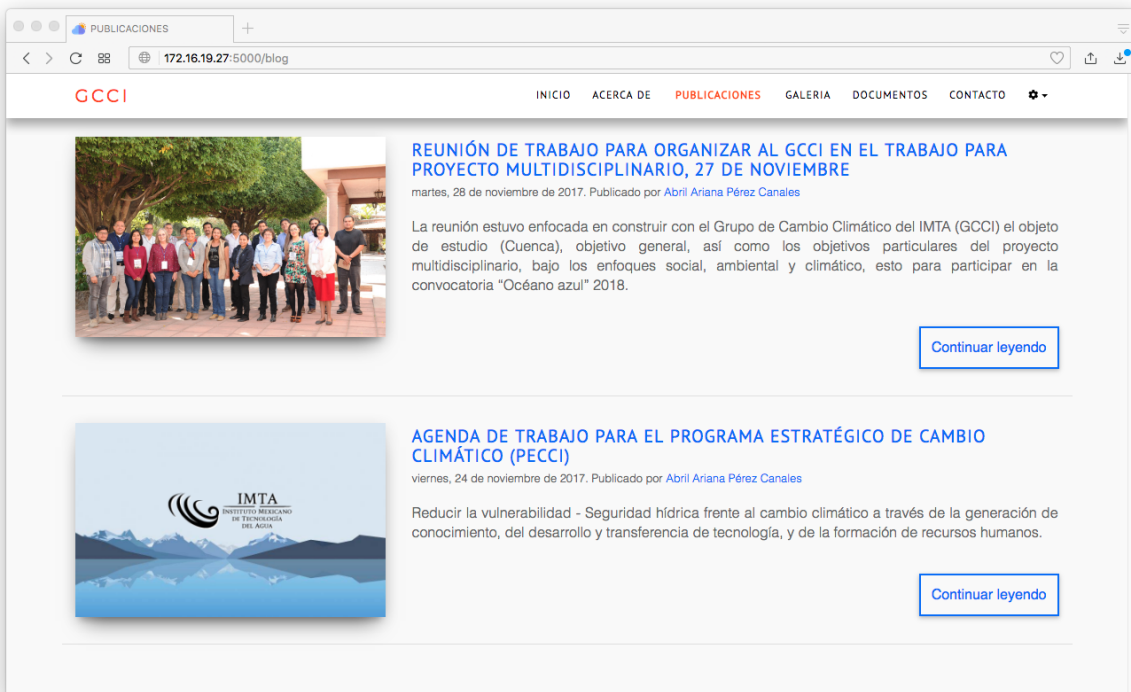 PUBLICACIONES
172.16.19.27:5000/blog
GCCI
INICIO ACERCA DE PUBLICACIONES GALERIA DOCUMENTOS CONTACTO
REUNIÓN DE TRABAJO PARA ORGANIZAR AL GCCI EN EL TRABAJO PARA
PROYECTO MULTIDISCIPLINARIO, 27 DE NOVIEMBRE
martes, 28 de noviembre de 2017. Publicado por Abril Ariana Pérez Canales
La reunión estuvo enfocada en construir con el Grupo de Cambio Climático del IMTA (GCCI) el objeto
de estudio (Cuenca), objetivo general, así como los objetivos particulares del proyecto
multidisciplinario, bajo los enfoques social, ambiental y climático, esto para participar en la
convocatoria “Océano azul” 2018.
Continuar leyendo
IMTA
INSTITUTO MEXICANO
DE TECNOLOGÍA
DEL AGUA
AGENDA DE TRABAJO PARA EL PROGRAMA ESTRATÉGICO DE CAMBIO
CLIMÁTICO (PECCI)
viernes, 24 de noviembre de 2017. Publicado por Abril Ariana Pérez Canales
Reducir la vulnerabilidad - Seguridad hídrica frente al cambio climático a través de la generación de
conocimiento, del desarrollo y transferencia de tecnología, y de la formación de recursos humanos.
Continuar leyendo